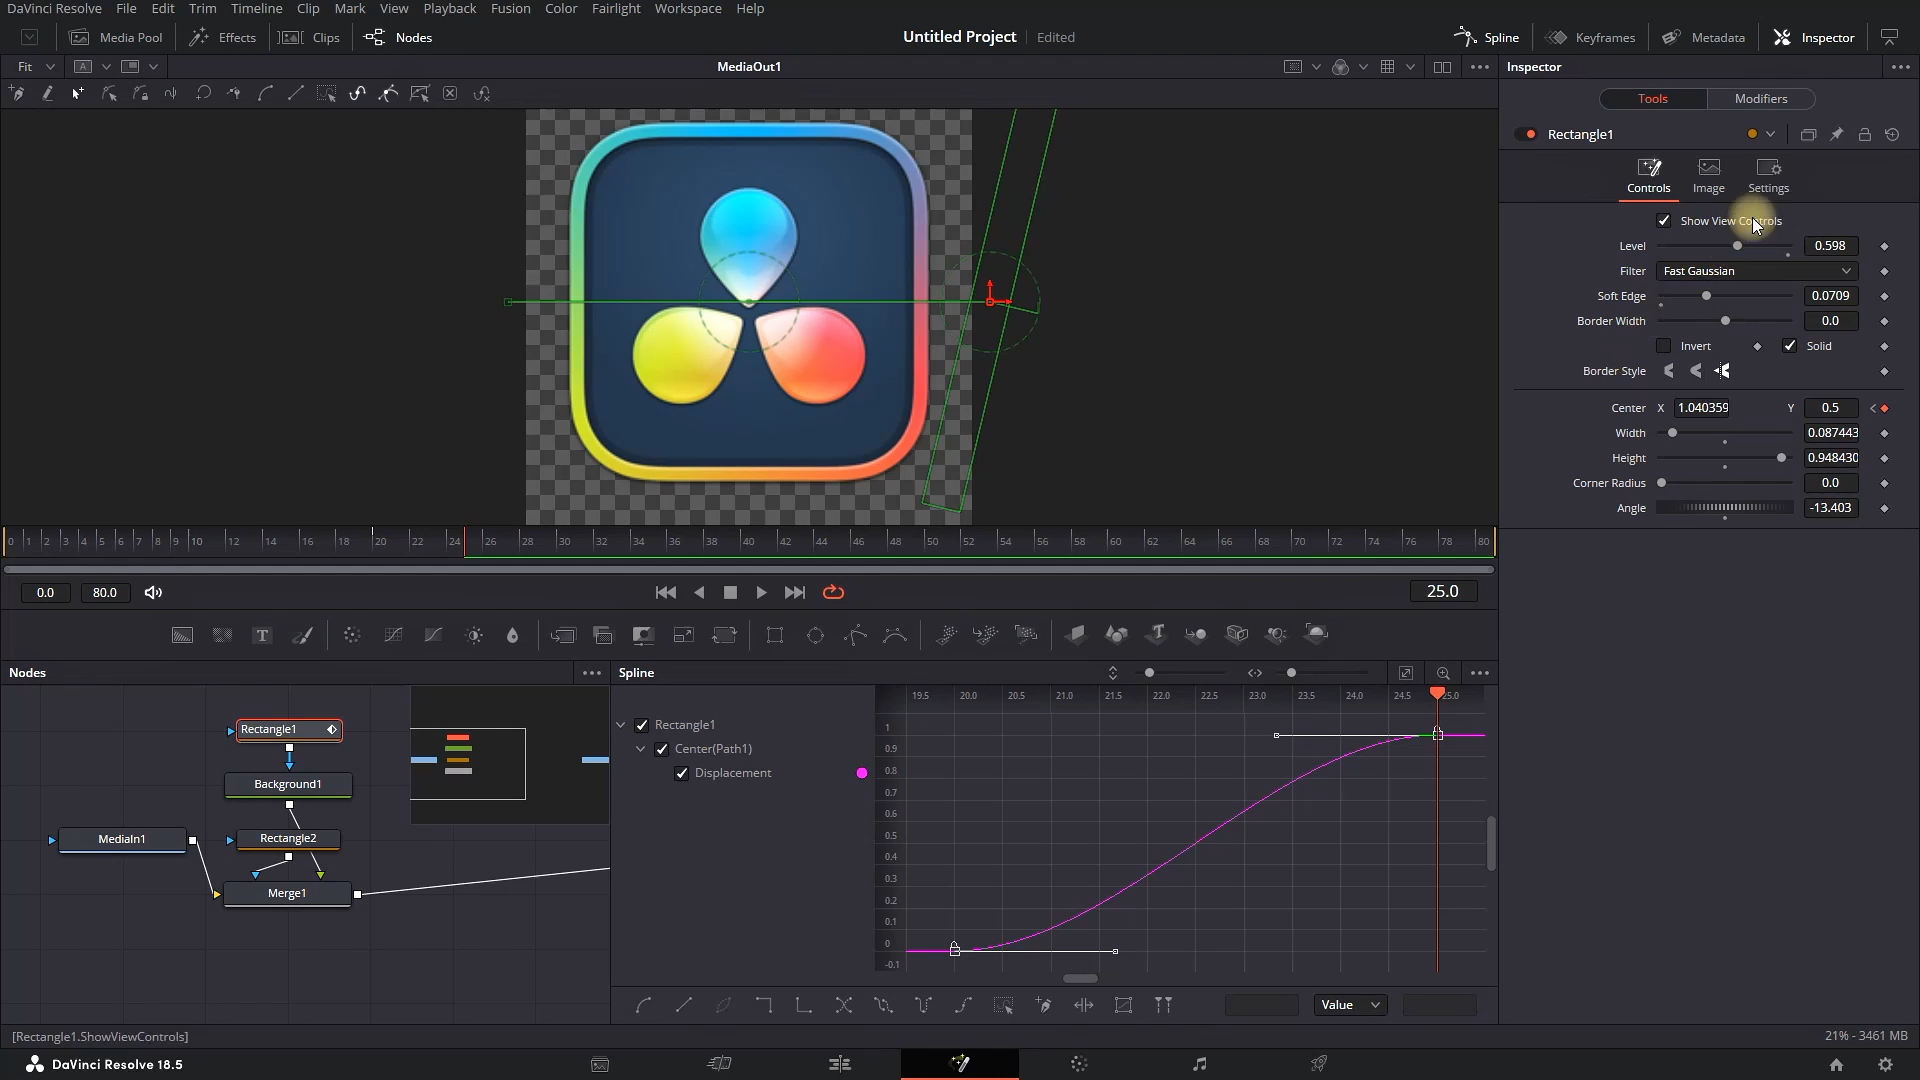 DaVinci Resolve File Edit Trim Timeline Clip Mark View Playback Fusion Color Fairlight Workspace Help
Media Pool Effects Clips Nodes Untitled Project Edited Spline Keyframes Metadata Inspector
Fit A MediaOut1 Inspector
Tools Modifiers
Rectangle1
Controls Image Settings
Show View Controls
Level 0.598
Filter Fast Gaussian
Soft Edge 0.0709
Border Width 0.0
Invert Solid
Border Style
Center X 1.040359 Y 0.5
Width 0.087443
Height 0.948430
Corner Radius 0.0
Angle -13.403
0 1 2 3 4 5 6 7 8 9 10 12 14 16 18 20 22 24 26 28 30 32 34 36 38 40 42 44 46 48 50 52 54 56 58 60 62 64 66 68 70 72 74 76 78 80
0.0 80.0 25.0
Nodes Spline
19.5 20.0 20.5 21.0 21.5 22.0 22.5 23.0 23.5 24.0 24.5 25.0
Rectangle1
Background1
MediaIn1
Rectangle2
Merge1
Rectangle1
Center(Path1)
Displacement
1
0.9
0.8
0.7
0.6
0.5
0.4
0.3
0.2
0.1
0
-0.1
Value
[Rectangle1.ShowViewControls] 21% - 3461 MB
DaVinci Resolve 18.5